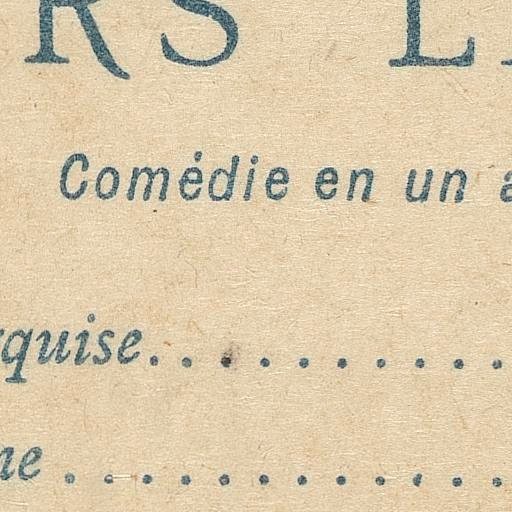 RS L
Comédie en un
quise..........
ne............